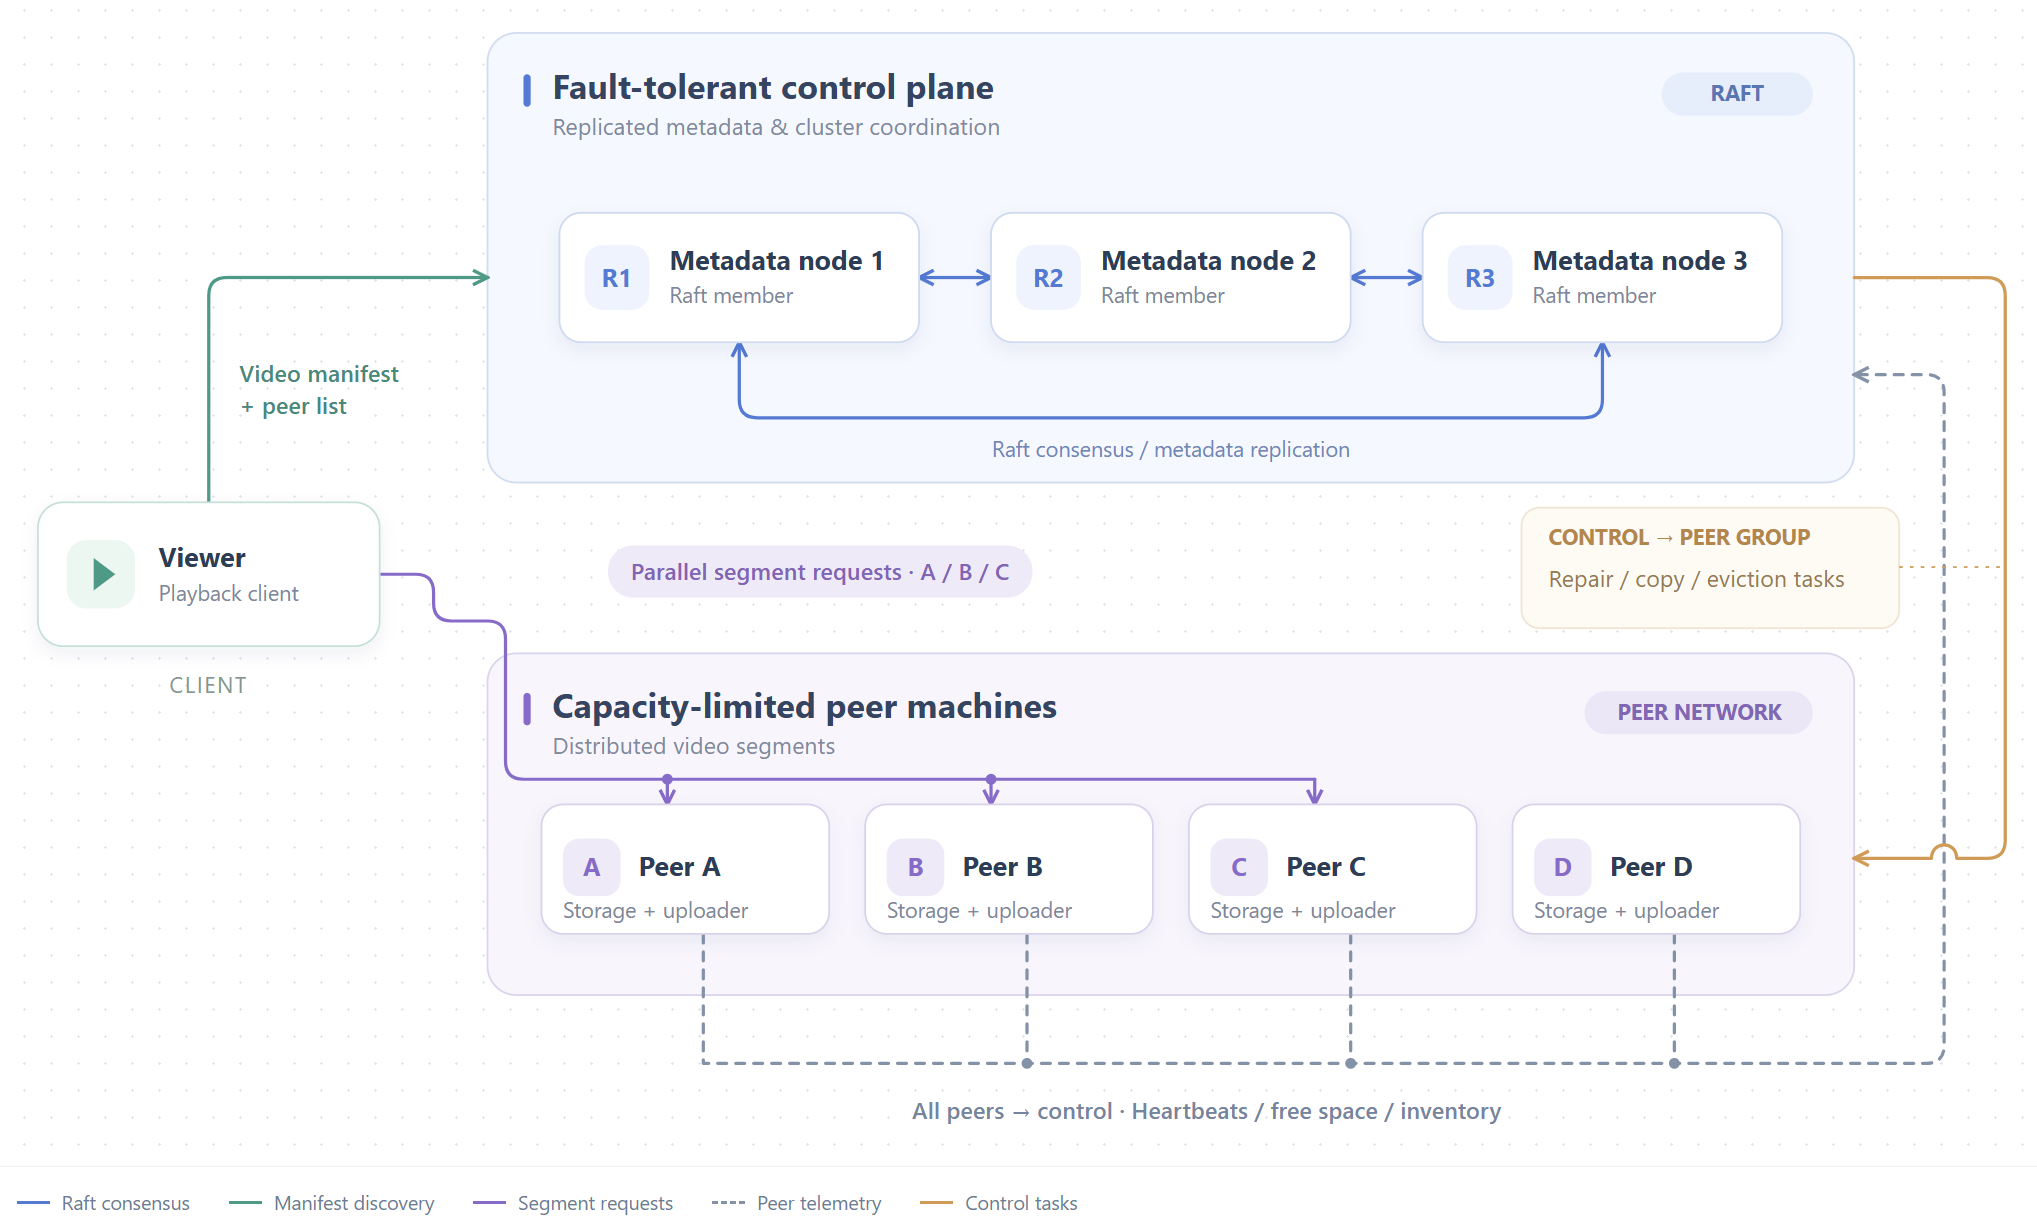 Fault-tolerant control plane
Replicated metadata & cluster coordination
RAFT
R1
Metadata node 1
Raft member
R2
Metadata node 2
Raft member
R3
Metadata node 3
Raft member
Raft consensus / metadata replication
Video manifest
+ peer list
Viewer
Playback client
CLIENT
Parallel segment requests · A / B / C
CONTROL → PEER GROUP
Repair / copy / eviction tasks
Capacity-limited peer machines
Distributed video segments
PEER NETWORK
A
Peer A
Storage + uploader
B
Peer B
Storage + uploader
C
Peer C
Storage + uploader
D
Peer D
Storage + uploader
All peers → control · Heartbeats / free space / inventory
Raft consensus
Manifest discovery
Segment requests
Peer telemetry
Control tasks